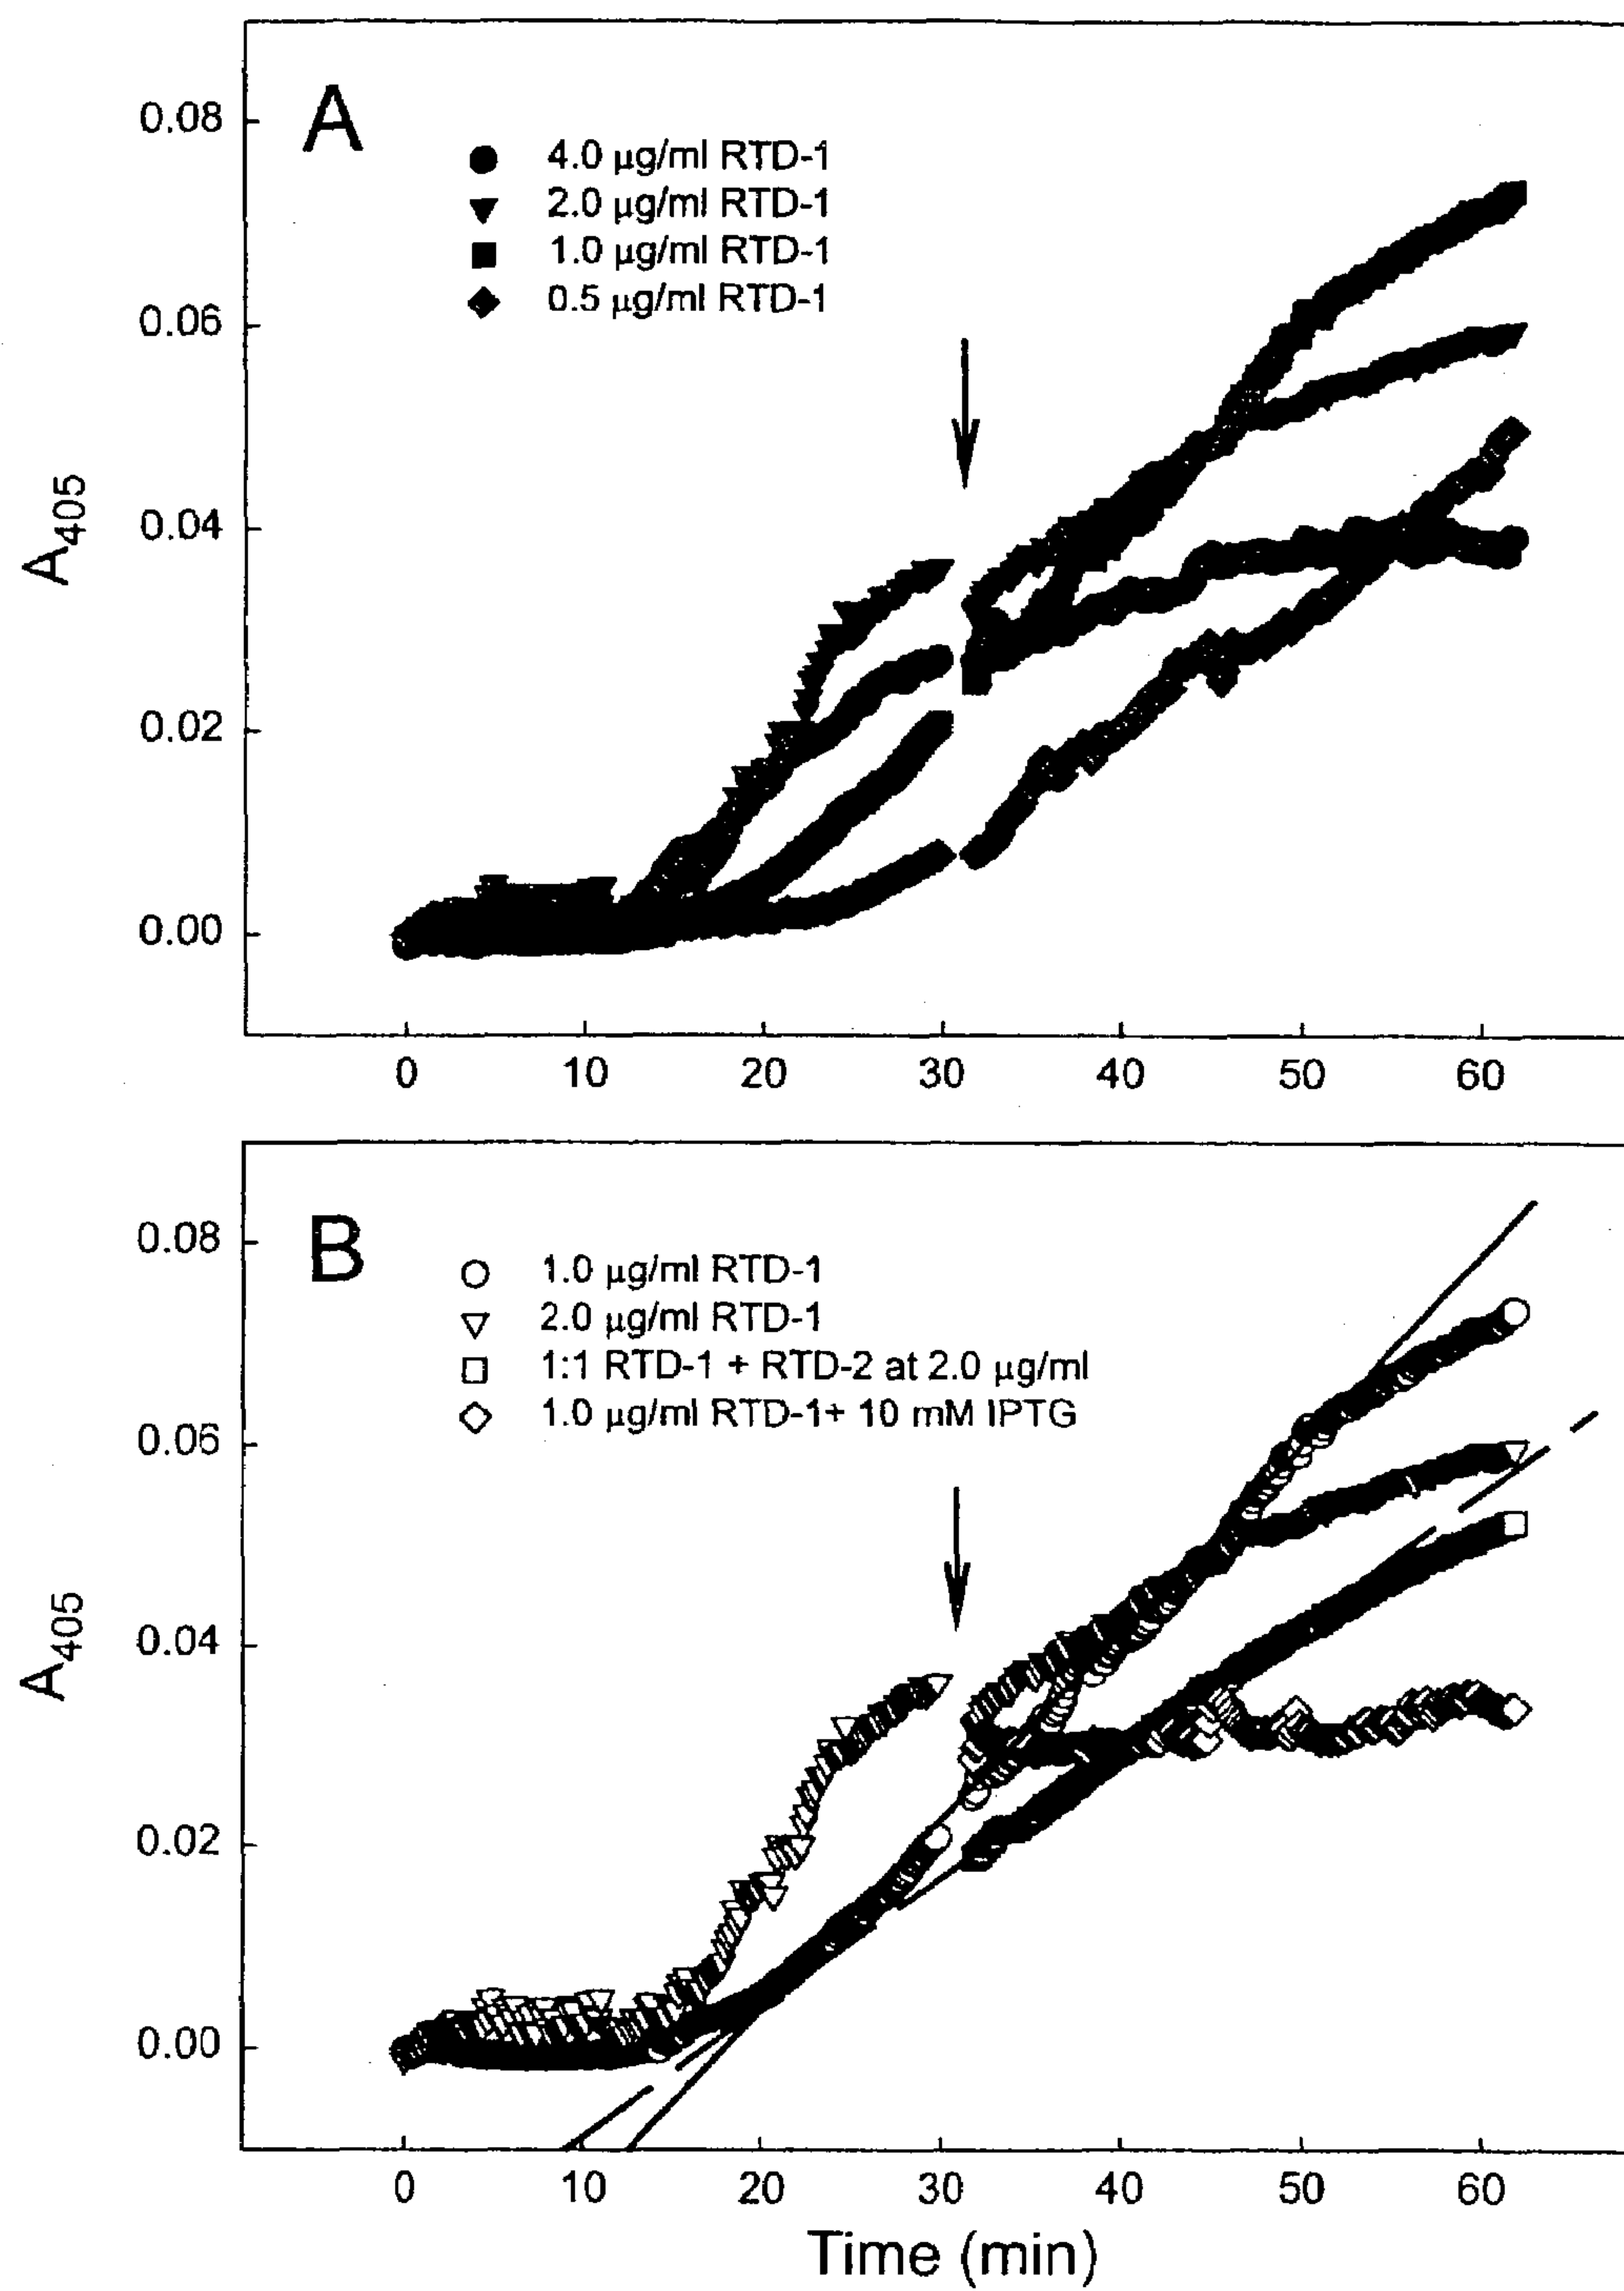 A
0.08
0.06
0.04
0.02
0.00
A405
4.0 µg/ml RTD-1
2.0 µg/ml RTD-1
1.0 µg/ml RTD-1
0.5 µg/ml RTD-1
0 10 20 30 40 50 60
B
0.08
0.06
0.04
0.02
0.00
A405
1.0 µg/ml RTD-1
2.0 µg/ml RTD-1
1:1 RTD-1 + RTD-2 at 2.0 µg/ml
1.0 µg/ml RTD-1+ 10 mM IPTG
0 10 20 30 40 50 60
Time (min)